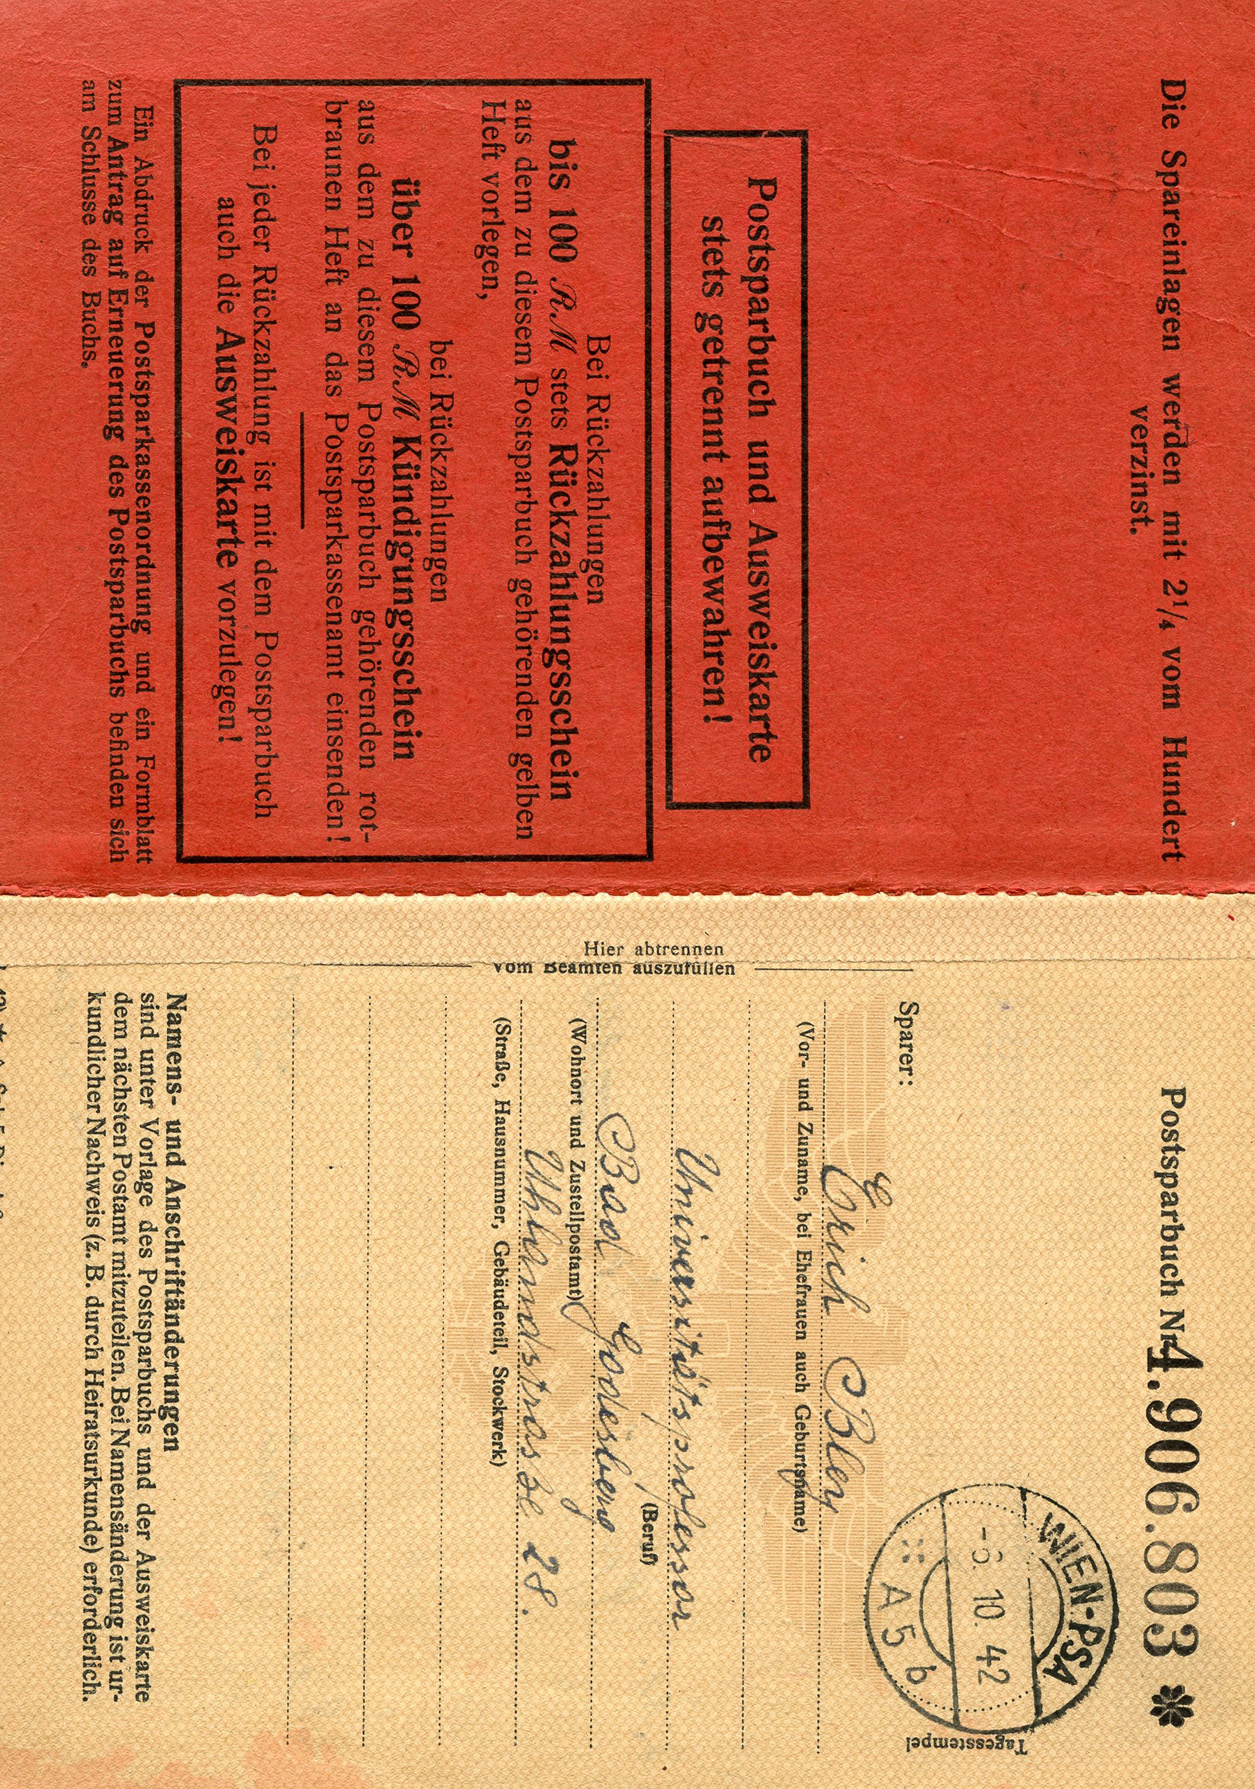 Die Spareinlagen werden mit 2¼ vom Hundert
verzinst.
Postsparbuch und Ausweiskarte
stets getrennt aufbewahren!
Bei Rückzahlungen
bis 100 RM stets Rückzahlungsschein
aus dem zu diesem Postsparbuch gehörenden gelben
Heft vorlegen,
bei Rückzahlungen
über 100 RM Kündigungsschein
aus dem zu diesem Postsparbuch gehörenden rot-
braunen Heft an das Postsparkassenamt einsenden!
Bei jeder Rückzahlung ist mit dem Postsparbuch
auch die Ausweiskarte vorzulegen!
Ein Abdruck der Postsparkassenordnung und ein Formblatt
zum Antrag auf Erneuerung des Postsparbuchs befinden sich
am Schlusse des Buchs.
Hier abtrennen
Vom Beamten auszufüllen
Postsparbuch Nr. 4.906.803 ✻
WIEN-PSA
-6.10.42
A5 b
Tagesstempel
Sparer:
Erich Bley
(Vor- und Zuname, bei Ehefrauen auch Geburtsname)
Universitätsprofessor
(Beruf)
Bad Godesberg
(Wohnort und Zustellpostamt)
Uhlandstrasse 28.
(Straße, Hausnummer, Gebäudeteil, Stockwerk)
Namens- und Anschriftänderungen
sind unter Vorlage des Postsparbuchs und der Ausweiskarte
dem nächsten Postamt mitzuteilen. Bei Namensänderung ist ur-
kundlicher Nachweis (z. B. durch Heiratsurkunde) erforderlich.